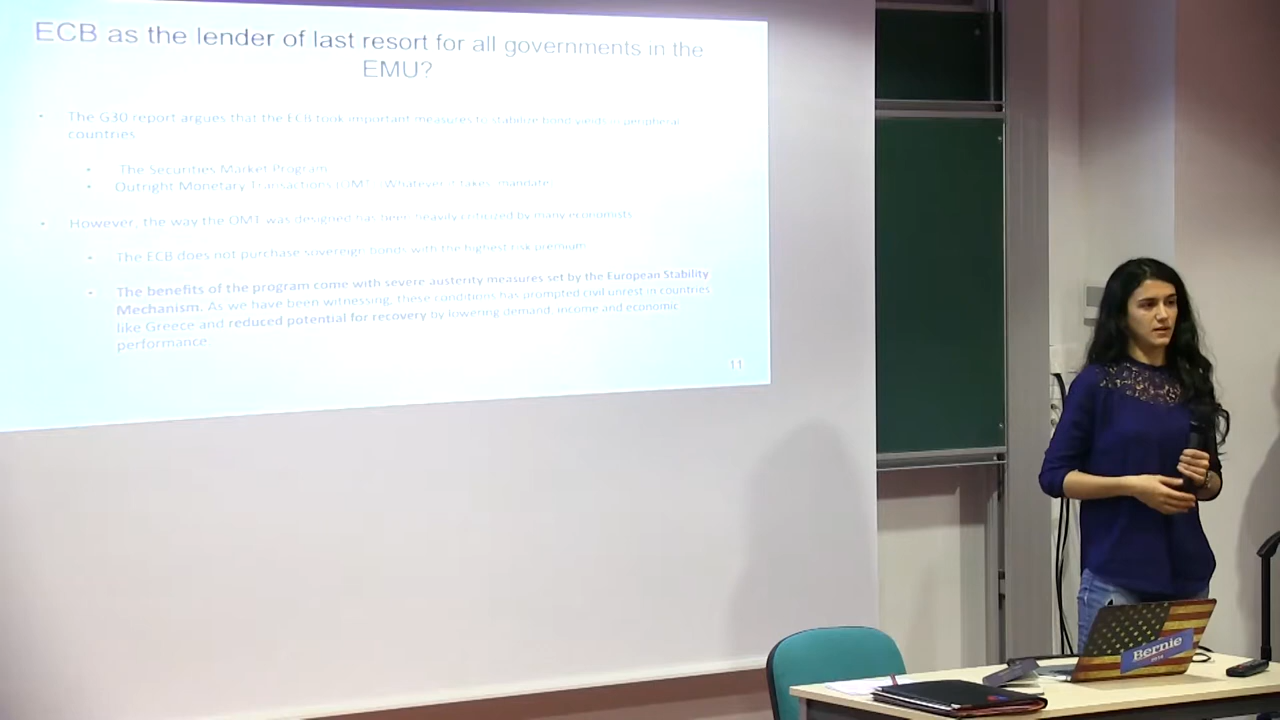 ECB as the lender of last resort for all governments in the
EMU?
The G30 report argues that the ECB took important measures to stabilize bond yields in peripheral
countries
The Securities Market Program
Outright Monetary Transactions takes mandate
However, the way the OMT was designed has been heavily criticized by many economists
The ECB does not purchase sovereign bonds with the highest risk premium
The benefits of the program come with severe austerity measures set by the European Stability
Mechanism. As we have been witnessing, these conditions has prompted civil unrest in countries
like Greece and reduced potential for recovery by lowering demand, income and economic
performance
11
Bernie
2016